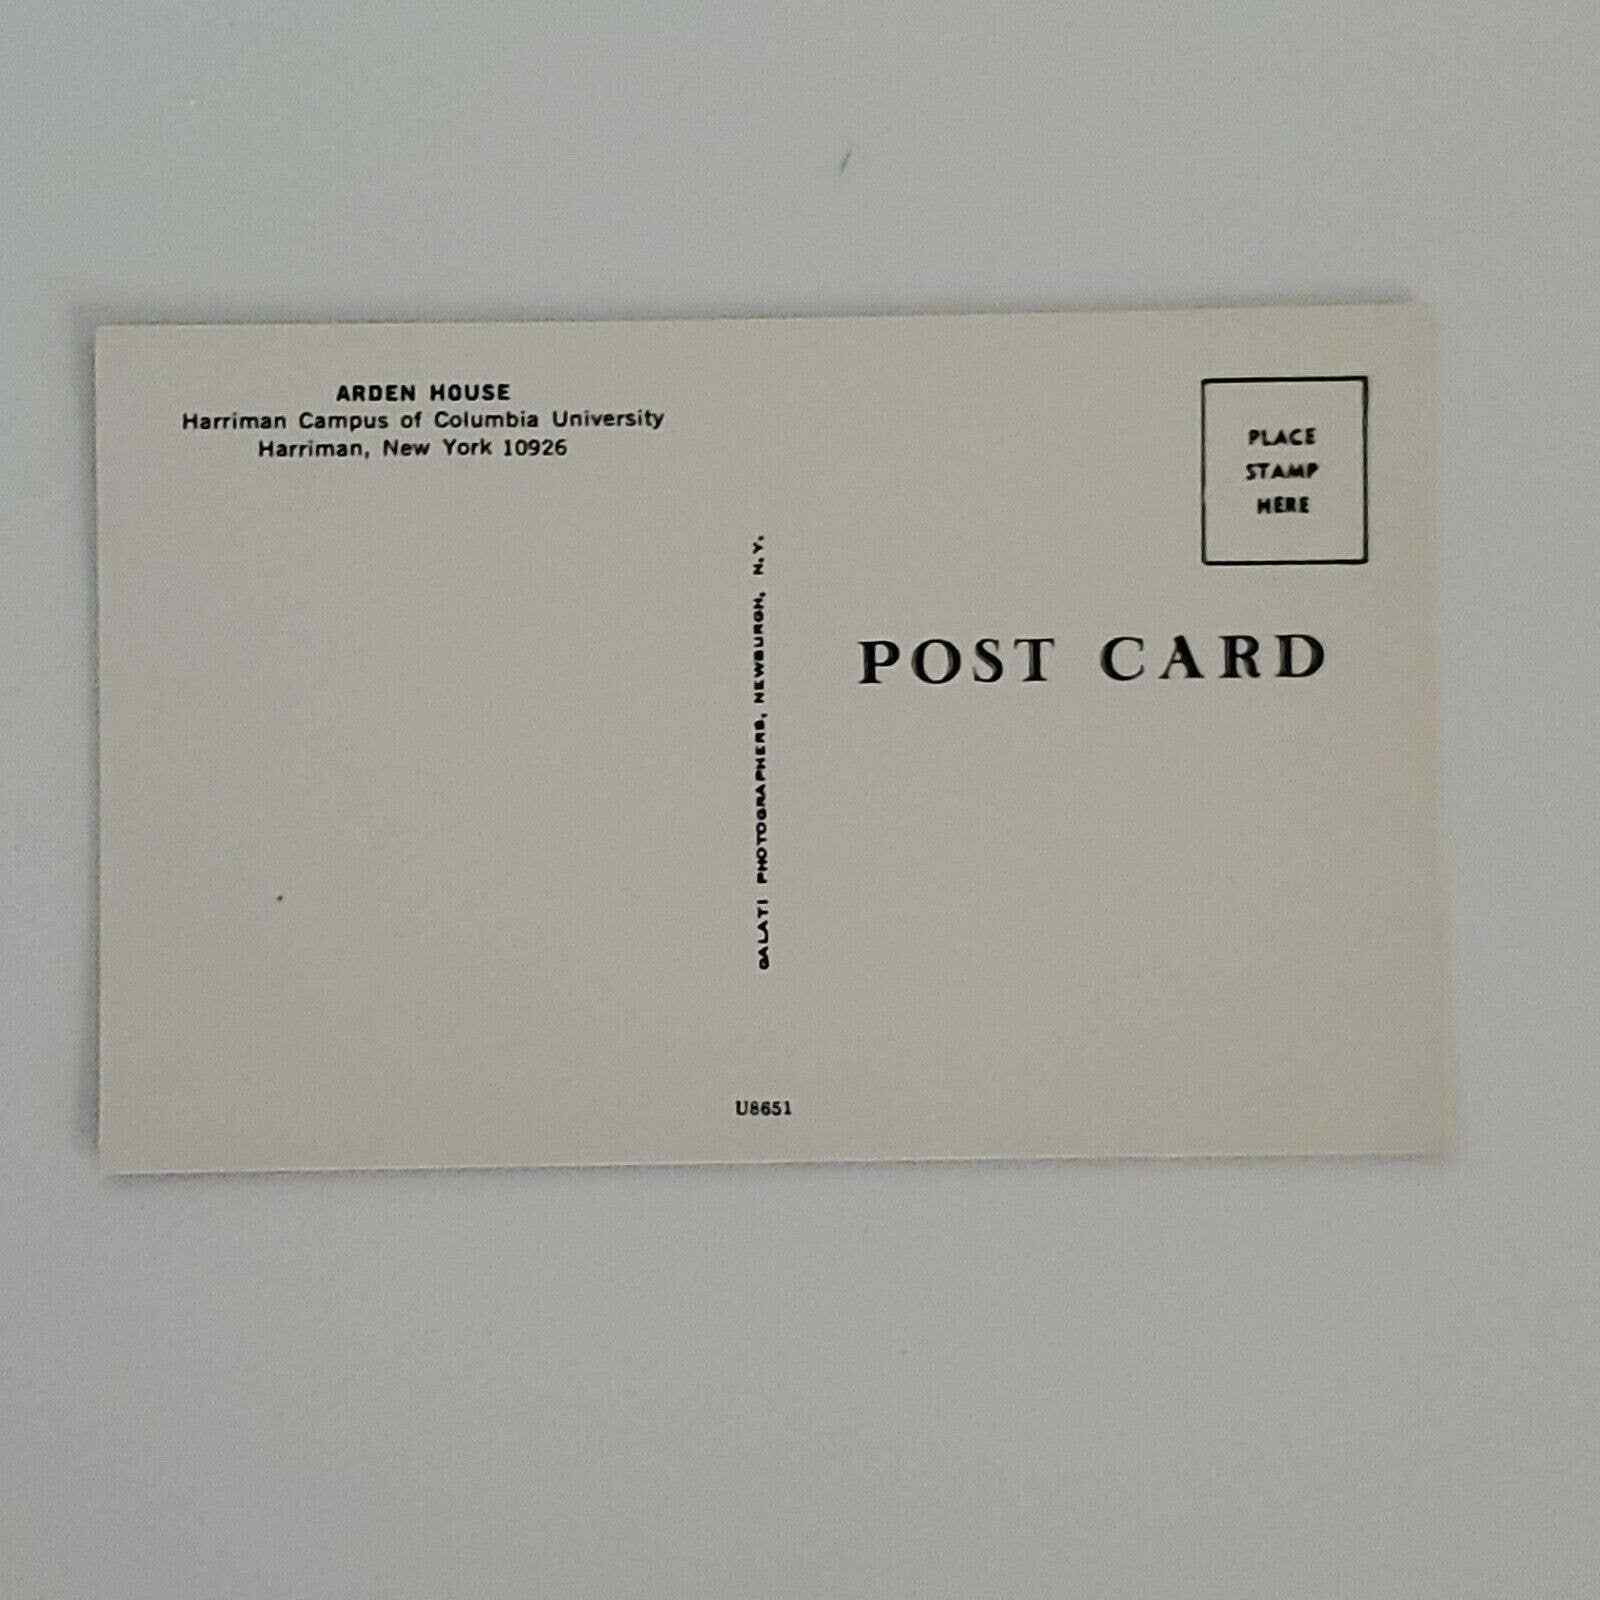 ARDEN HOUSE
Harriman Campus of Columbia University
Harriman, New York 10926
GALATI PHOTOGRAPHERS, NEWBURGH, N.Y.
PLACE
STAMP
HERE
POST CARD
U8651